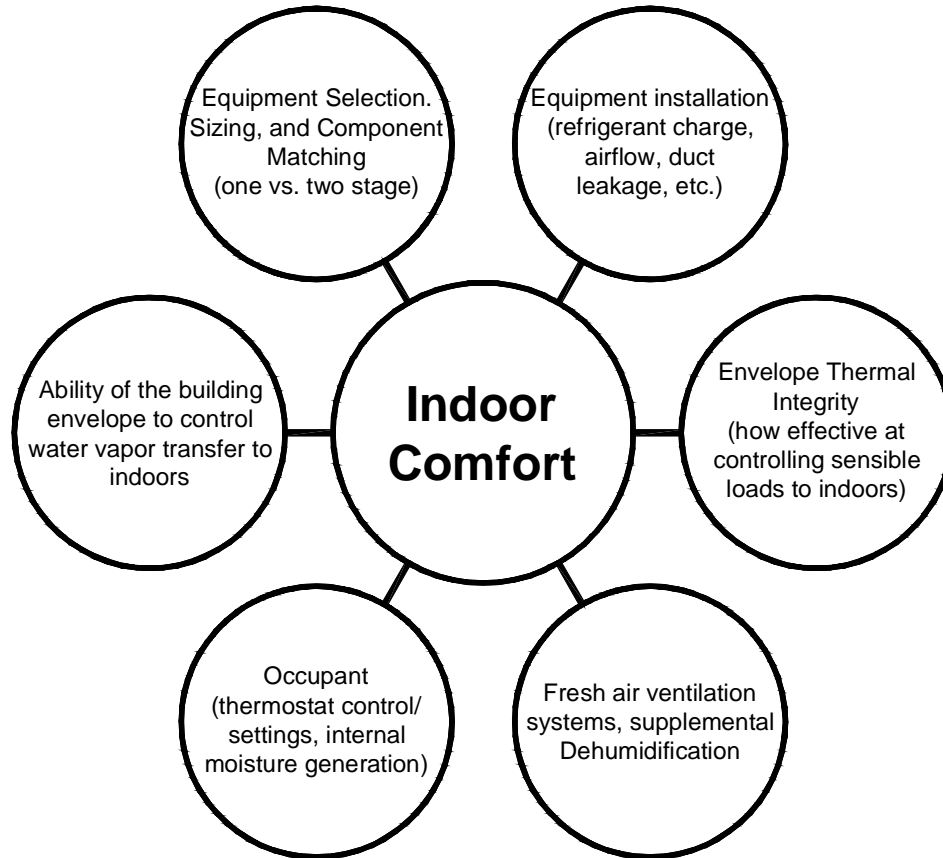 Equipment Selection.
Sizing, and Component
Matching
(one vs. two stage)
Equipment installation
(refrigerant charge,
airflow, duct
leakage, etc.)
Ability of the building
envelope to control
water vapor transfer to
indoors
Indoor
Comfort
Envelope Thermal
Integrity
(how effective at
controlling sensible
loads to indoors)
Occupant
(thermostat control/
settings, internal
moisture generation)
Fresh air ventilation
systems, supplemental
Dehumidification